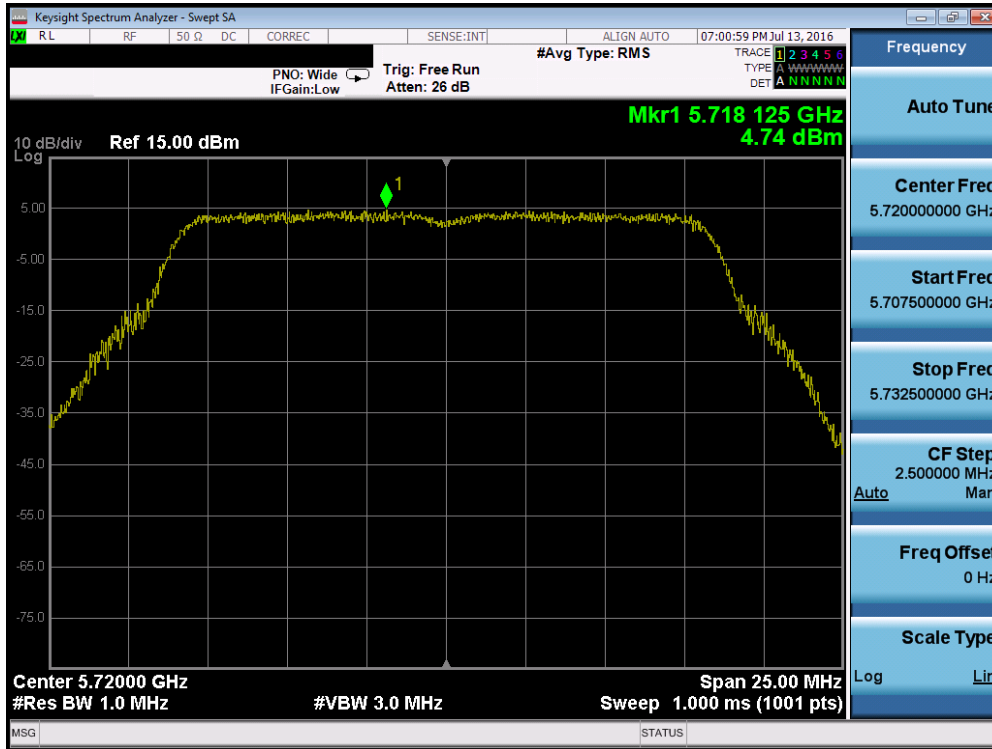 Keysight Spectrum Analyzer - Swept SA
LXI RL RF 50 Ω DC CORREC SENSE:INT ALIGN AUTO 07:00:59 PM Jul 13, 2016
#Avg Type: RMS TRACE 1 2 3 4 5 6
PNO: Wide Trig: Free Run TYPE A WWWWW
IFGain:Low Atten: 26 dB DET A N N N N N
Mkr1 5.718 125 GHz
4.74 dBm
10 dB/div Ref 15.00 dBm
Log
1
5.00
-5.00
-15.0
-25.0
-35.0
-45.0
-55.0
-65.0
-75.0
Center 5.72000 GHz Span 25.00 MHz
#Res BW 1.0 MHz #VBW 3.0 MHz Sweep 1.000 ms (1001 pts)
MSG STATUS
Frequency
Auto Tune
Center Freq
5.720000000 GHz
Start Freq
5.707500000 GHz
Stop Freq
5.732500000 GHz
CF Step
2.500000 MHz
Auto Man
Freq Offset
0 Hz
Scale Type
Log Lin